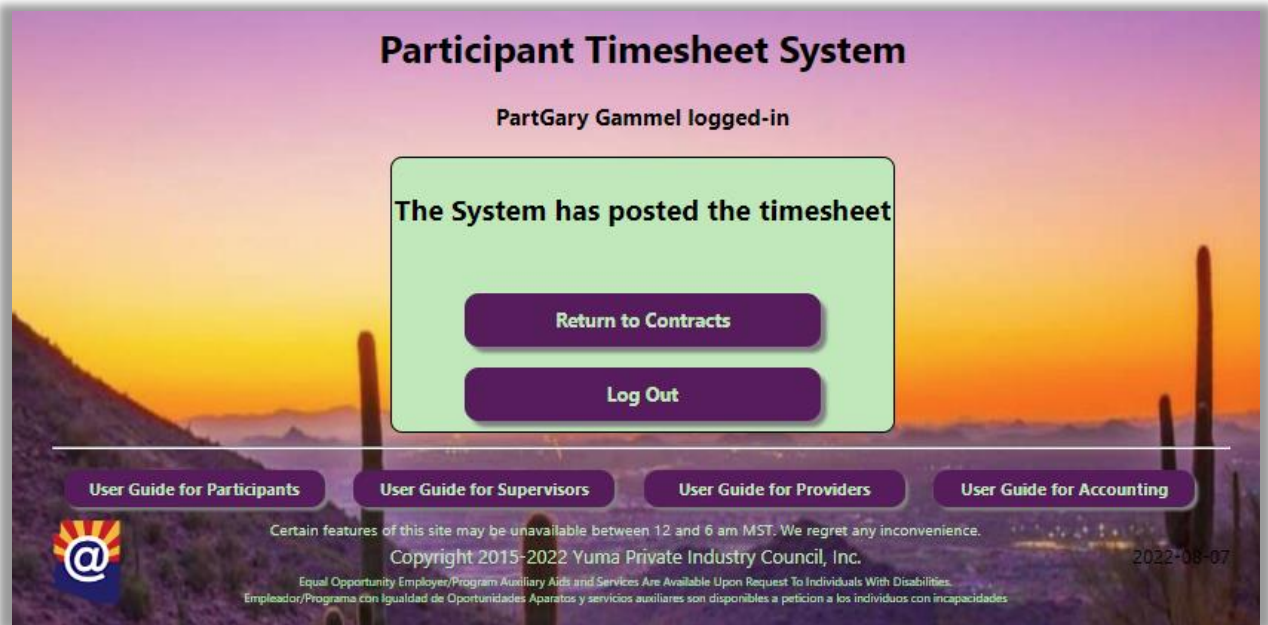 Participant Timesheet System
PartGary Gammel logged-in
The System has posted the timesheet
Return to Contracts
Log Out
User Guide for Participants
User Guide for Supervisors
User Guide for Providers
User Guide for Accounting
Certain features of this site may be unavailable between 12 and 6 am MST. We regret any inconvenience.
@
Copyright 2015-2022 Yuma Private Industry Council, Inc.
2022-08-07
Equal Opportunity Employer/Program Auxiliary Aids and Services Are Available Upon Request To Individuals With Disabilities.
Empleador/Programa con Igualdad de Oportunidades Aparatos y servicios auxiliares son disponibles a peticion a los individuos con incapacidades